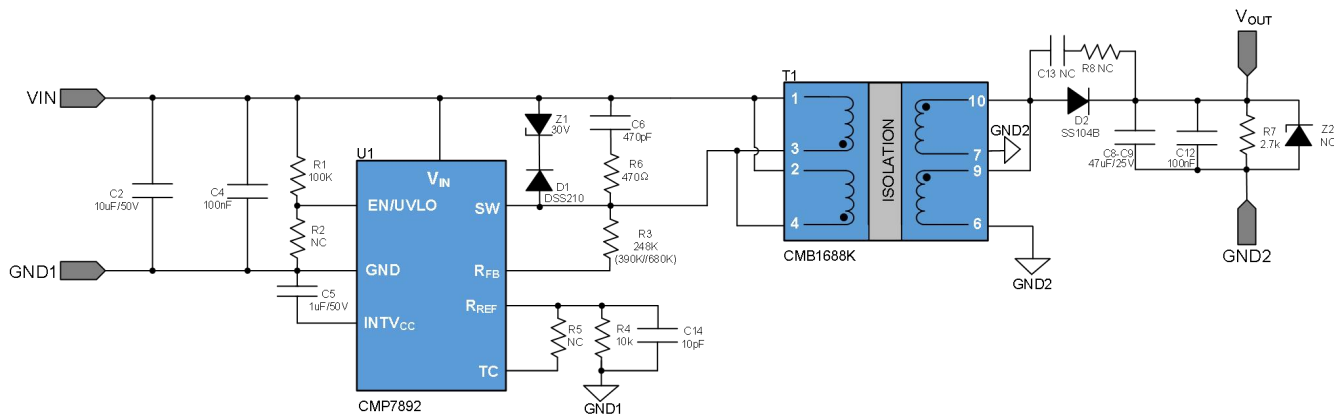 VOUT
C13 NC
R8 NC
T1
VIN
1
10
GND2
Z1
30V
C6
470pF
D2
SS104B
R7
2.7k
Z2
NC
3
7
C8-C9
47uF/25V
C12
100nF
U1
R1
100K
VIN
R6
470Ω
2
9
ISOLATION
C2
10uF/50V
C4
100nF
D1
DSS210
EN/UVLO
SW
R2
NC
R3
248K
(390K//680K)
4
6
CMB1688K
GND2
GND2
GND1
GND
RFB
C5
1uF/50V
RREF
INTVCC
R5
NC
R4
10k
C14
10pF
TC
GND1
CMP7892